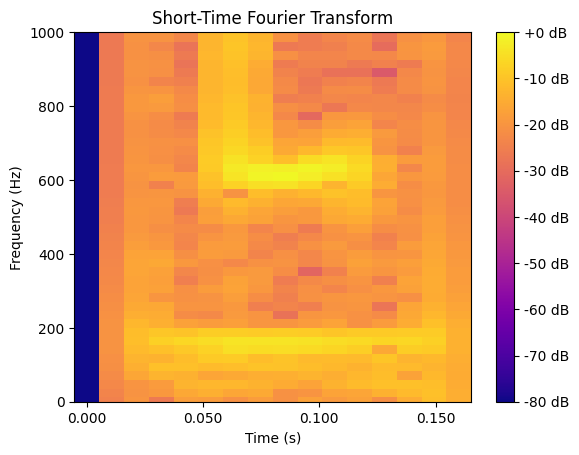 Short-Time Fourier Transform
1000
800
600
400
200
0
Frequency (Hz)
0.000
0.050
0.100
0.150
Time (s)
+0 dB
-10 dB
-20 dB
-30 dB
-40 dB
-50 dB
-60 dB
-70 dB
-80 dB